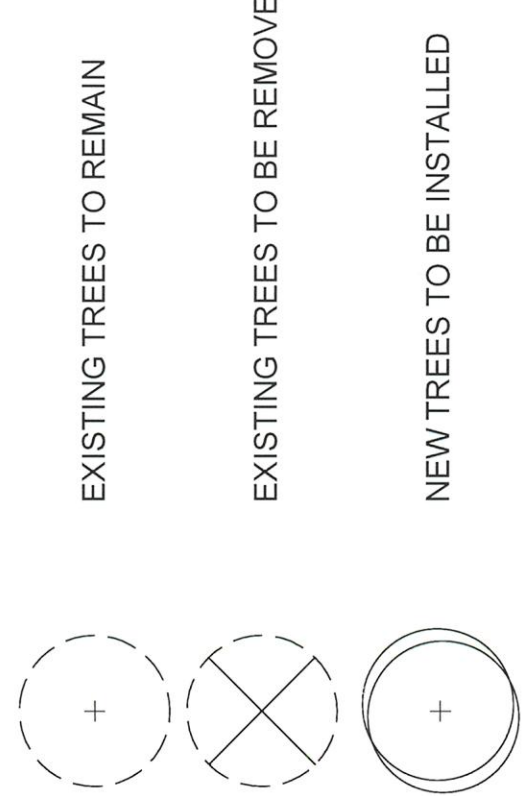 EXISTING TREES TO REMAIN
EXISTING TREES TO BE REMOVE
NEW TREES TO BE INSTALLED